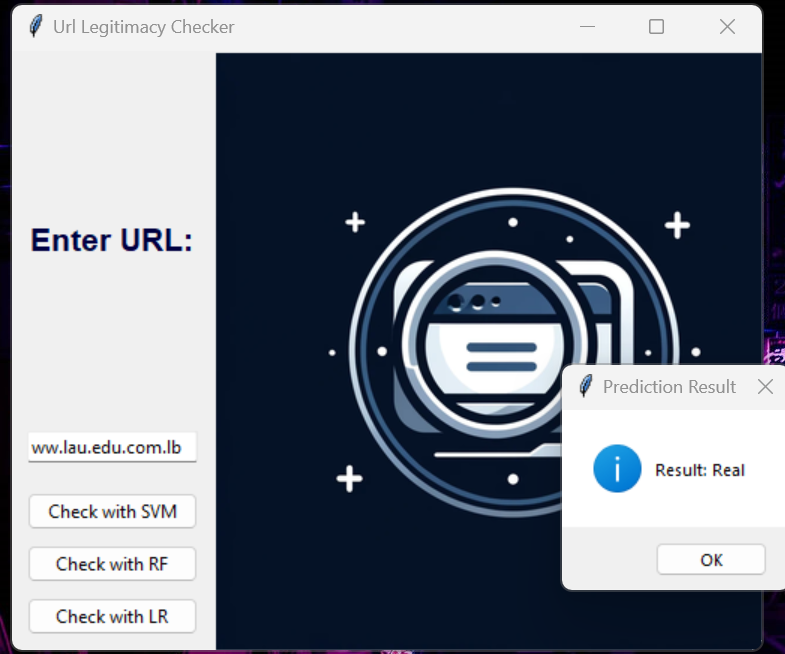 Url Legitimacy Checker
Enter URL:
ww.lau.edu.com.lb
Check with SVM
Check with RF
Check with LR
Prediction Result
Result: Real
OK